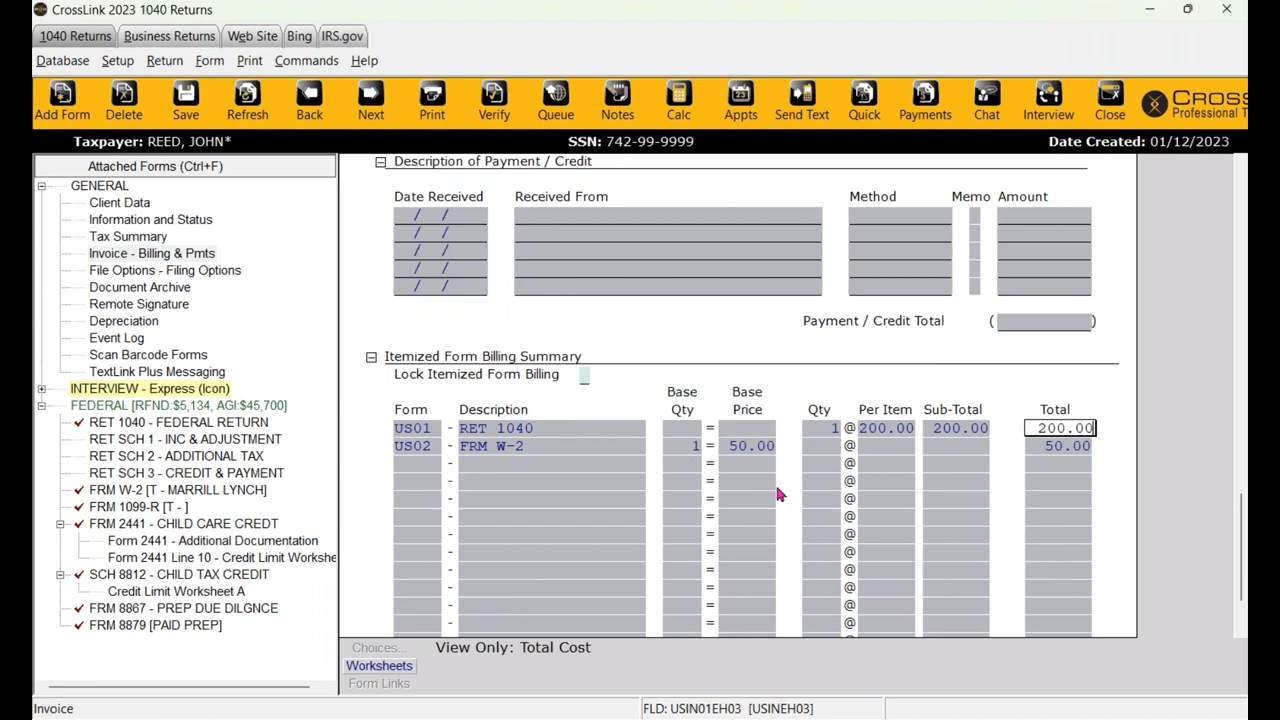 CrossLink 2023 1040 Returns
1040 Returns Business Returns Web Site Bing IRS.gov
Database Setup Return Form Print Commands Help
Add Form Delete Save Refresh Back Next Print Verify Queue Notes Calc Appts Send Text Quick Payments Chat Interview Close
CROSS
Professional T
Taxpayer: REED, JOHN* SSN: 742-99-9999 Date Created: 01/12/2023
Attached Forms (Ctrl+F)
GENERAL
Client Data
Information and Status
Tax Summary
Invoice - Billing & Pmts
File Options - Filing Options
Document Archive
Remote Signature
Depreciation
Event Log
Scan Barcode Forms
TextLink Plus Messaging
INTERVIEW - Express (Icon)
FEDERAL [RFND:$5,134, AGI:$45,700]
RET 1040 - FEDERAL RETURN
RET SCH 1 - INC & ADJUSTMENT
RET SCH 2 - ADDITIONAL TAX
RET SCH 3 - CREDIT & PAYMENT
FRM W-2 [T - MARRILL LYNCH]
FRM 1099-R [T - ]
FRM 2441 - CHILD CARE CREDT
Form 2441 - Additional Documentation
Form 2441 Line 10 - Credit Limit Workshe
SCH 8812 - CHILD TAX CREDIT
Credit Limit Worksheet A
FRM 8867 - PREP DUE DILGNCE
FRM 8879 [PAID PREP]
Description of Payment / Credit
Date Received Received From Method Memo Amount
/ /
/ /
/ /
/ /
/ /
Payment / Credit Total ( )
Itemized Form Billing Summary
Lock Itemized Form Billing
Base Base
Form Description Qty Price Qty Per Item Sub-Total Total
US01 - RET 1040 = 1 @ 200.00 200.00 200.00
US02 - FRM W-2 1 = 50.00 @ 50.00
- = @
- = @
- = @
- = @
- = @
- = @
- = @
- = @
- = @
- = @
Choices... View Only: Total Cost
Worksheets
Form Links
Invoice FLD: USIN01EH03 [USINEH03]